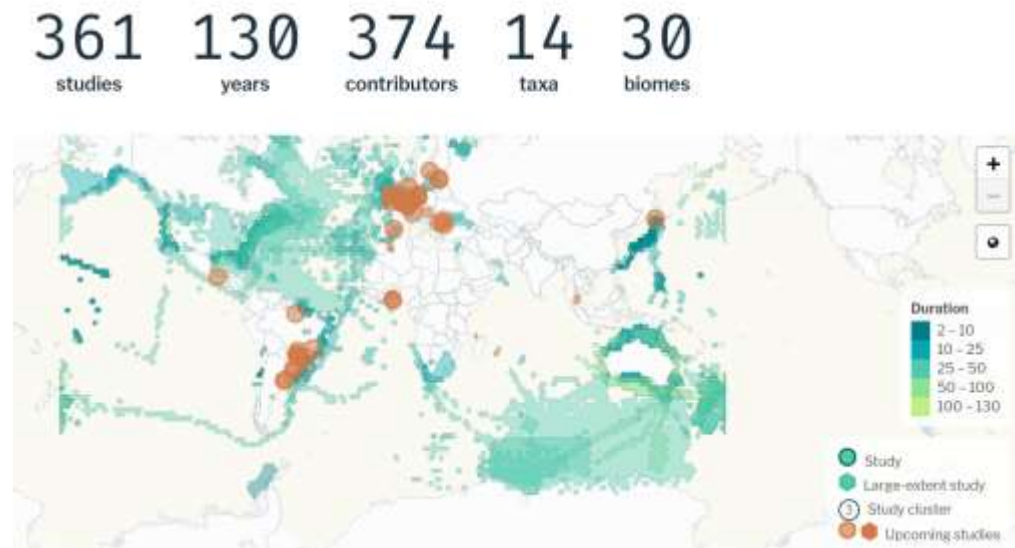 361 130 374 14 30
studies years contributors taxa biomes
+
Duration
2 - 10
10 - 25
25 - 50
50 - 100
100 - 130
Study
Large-extent study
3 Study cluster
Upcoming studies